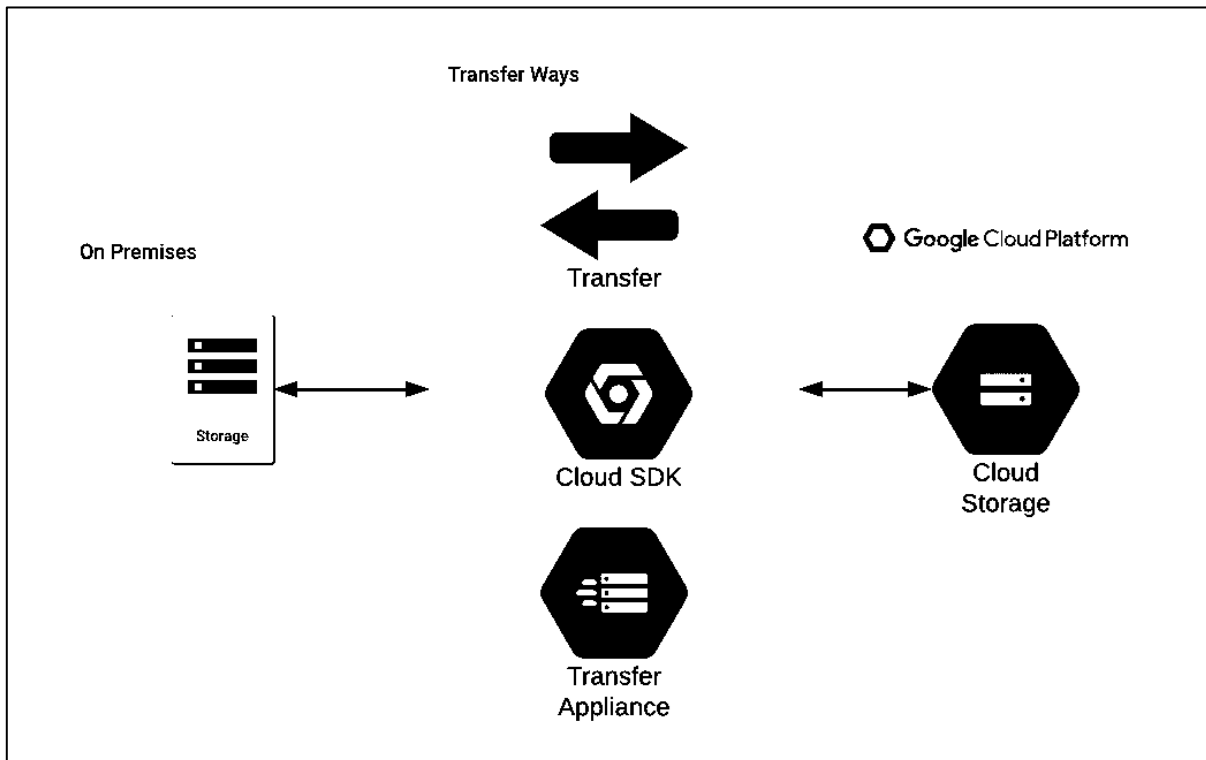 Transfer Ways
Transfer
On Premises
Google Cloud Platform
Storage
Cloud SDK
Cloud
Storage
Transfer
Appliance